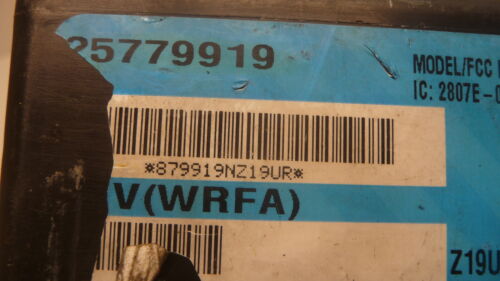 25779919
MODEL/FCC
IC: 2807E-
*879919NZ19UR*
V(WRFA)
Z19U